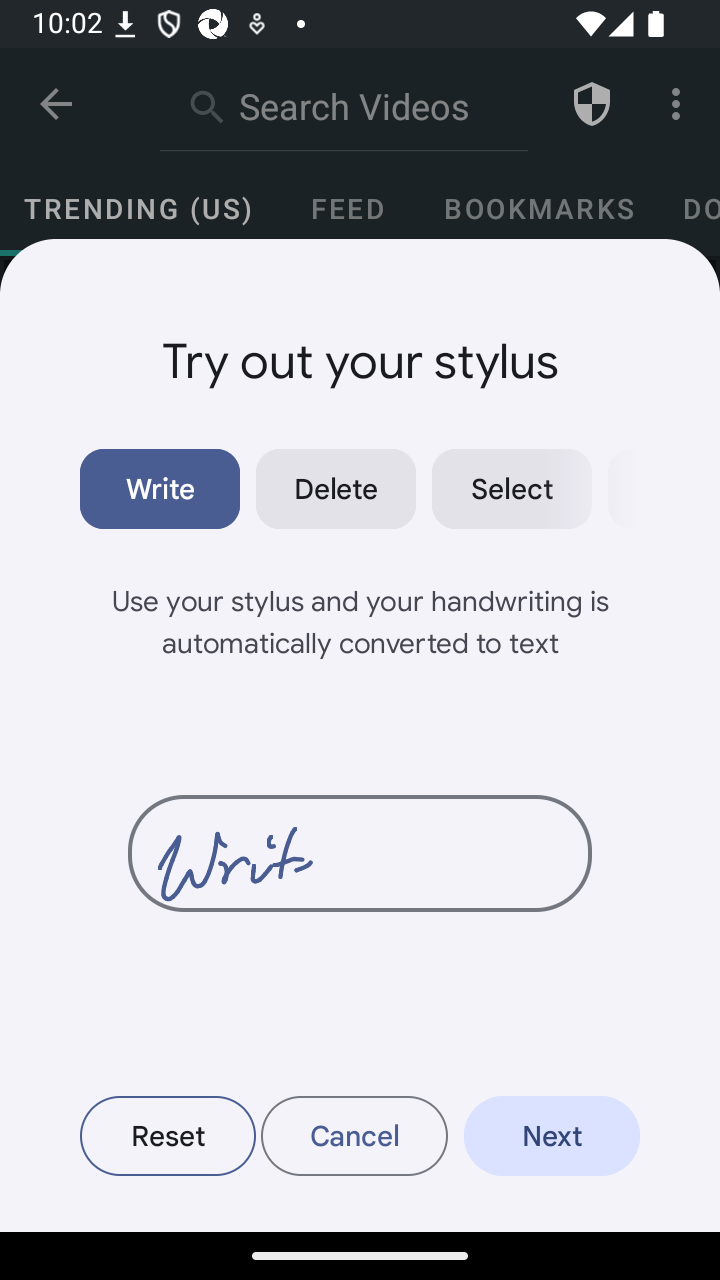 10:02
Search Videos
TRENDING (US) FEED BOOKMARKS DO
Try out your stylus
Write Delete Select
Use your stylus and your handwriting is
automatically converted to text
Write
Reset Cancel Next